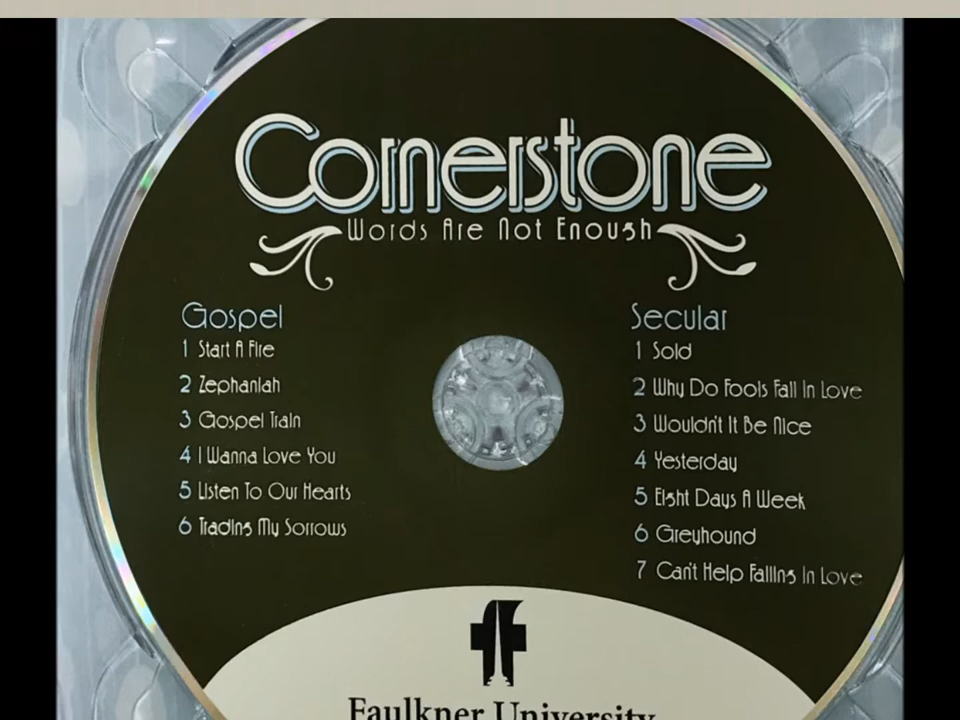 Cornerstone
Words Are Not Enough
Gospel
1 Start A Fire
2 Zephaniah
3 Gospel Train
4 I Wanna Love You
5 Listen To Our Hearts
6 Trading My Sorrows
Secular
1 Sold
2 Why Do Fools Fall In Love
3 Wouldn't It Be Nice
4 Yesterday
5 Eight Days A Week
6 Greyhound
7 Can't Help Falling In Love
Faulkner University